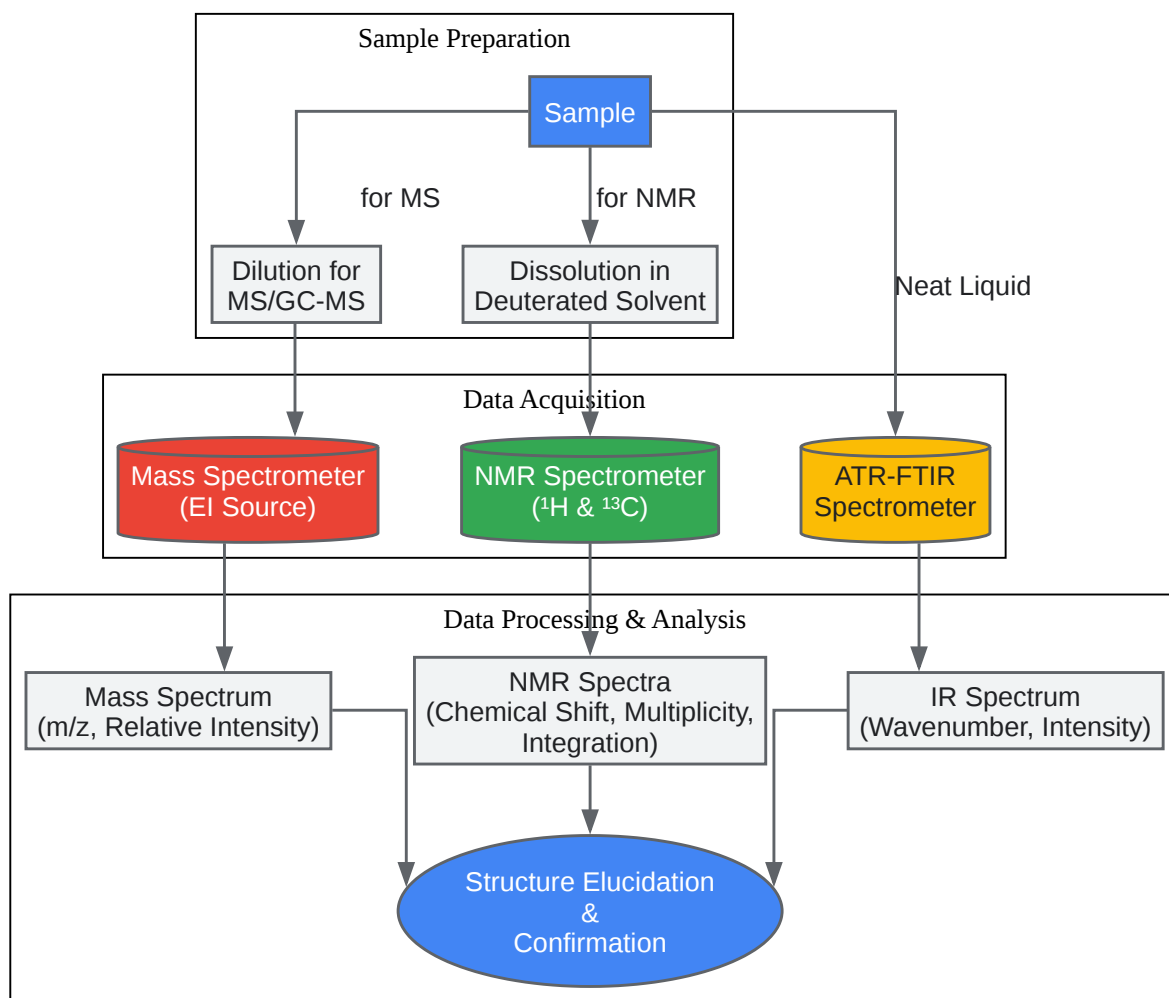 Sample Preparation
Sample
for MS
for NMR
Dilution for
MS/GC-MS
Dissolution in
Deuterated Solvent
Neat Liquid
Data Acquisition
Mass Spectrometer
(EI Source)
NMR Spectrometer
(¹H & ¹³C)
ATR-FTIR
Spectrometer
Data Processing & Analysis
Mass Spectrum
(m/z, Relative Intensity)
NMR Spectra
(Chemical Shift, Multiplicity,
Integration)
IR Spectrum
(Wavenumber, Intensity)
Structure Elucidation
&
Confirmation